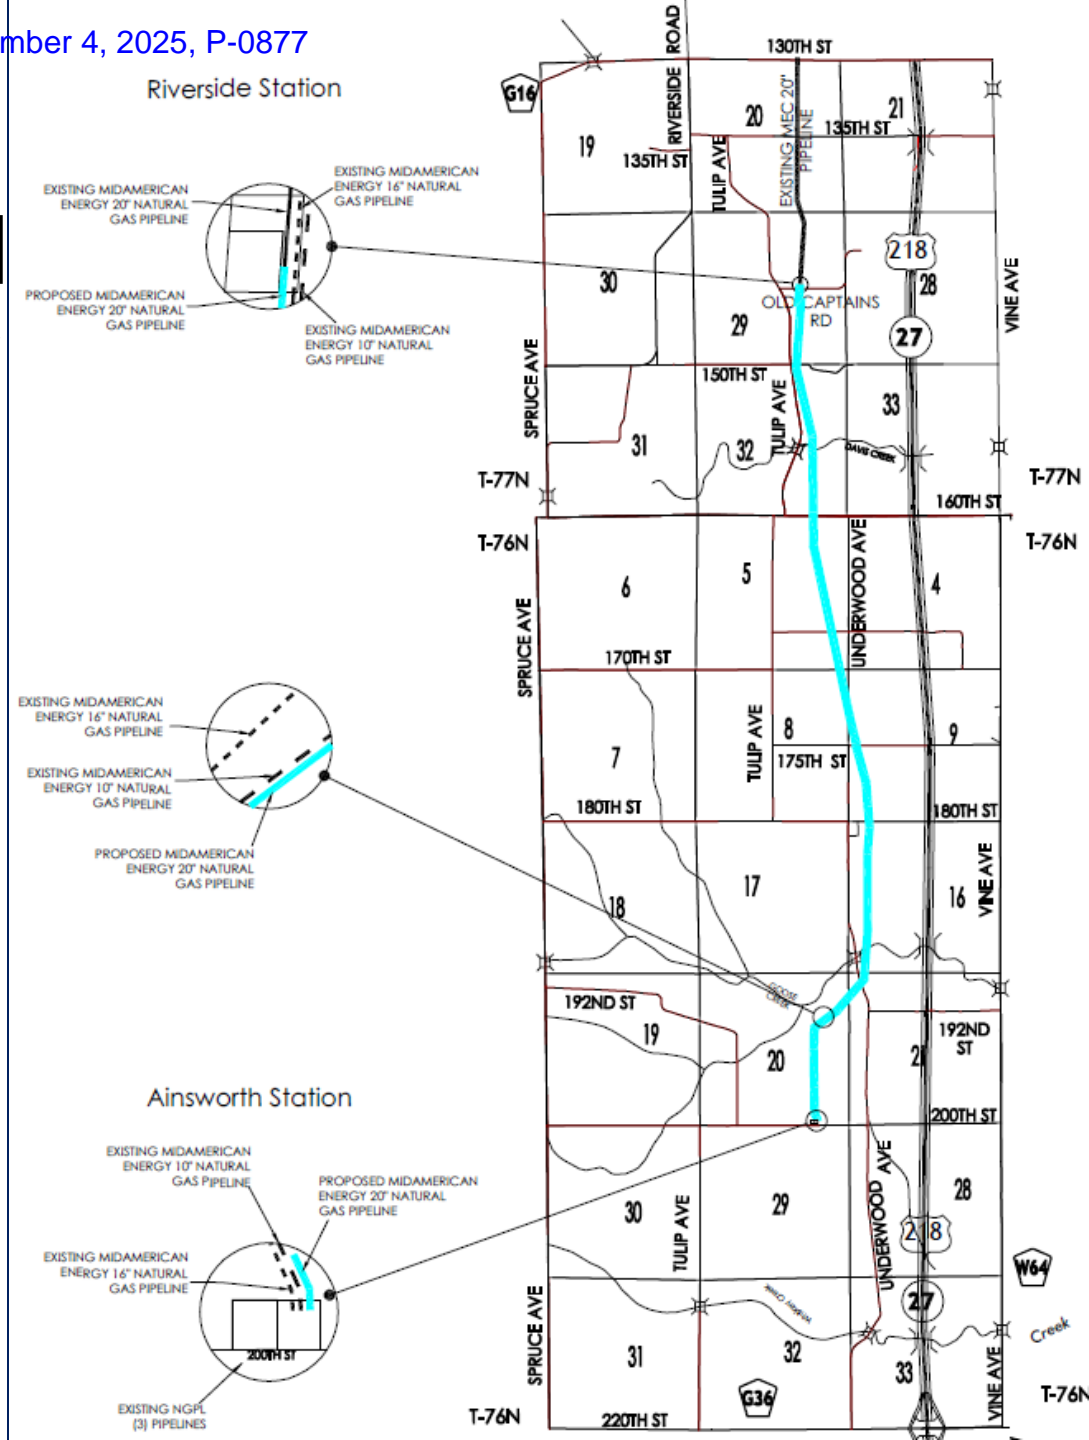 mber 4, 2025, P-0877
Riverside Station
RIVERSIDE ROAD
130TH ST
G16
19
20
21
EXISTING MEC 20"
PIPELINE
135TH ST
135TH ST
TULIP AVE
EXISTING MIDAMERICAN
ENERGY 20" NATURAL
GAS PIPELINE
EXISTING MIDAMERICAN
ENERGY 16" NATURAL
GAS PIPELINE
PROPOSED MIDAMERICAN
ENERGY 20" NATURAL
GAS PIPELINE
EXISTING MIDAMERICAN
ENERGY 10" NATURAL
GAS PIPELINE
218
30
28
VINE AVE
OLD CAPTAINS
RD
29
27
SPRUCE AVE
150TH ST
TULIP AVE
33
31
32
DAVIS CREEK
T-77N
T-77N
160TH ST
T-76N
T-76N
UNDERWOOD AVE
5
6
4
SPRUCE AVE
170TH ST
EXISTING MIDAMERICAN
ENERGY 16" NATURAL
GAS PIPELINE
EXISTING MIDAMERICAN
ENERGY 10" NATURAL
GAS PIPELINE
PROPOSED MIDAMERICAN
ENERGY 20" NATURAL
GAS PIPELINE
TULIP AVE
8
9
7
175TH ST
180TH ST
180TH ST
17
16
VINE AVE
18
GOOSE
CREEK
192ND ST
192ND
ST
19
20
21
200TH ST
Ainsworth Station
EXISTING MIDAMERICAN
ENERGY 10" NATURAL
GAS PIPELINE
PROPOSED MIDAMERICAN
ENERGY 20" NATURAL
GAS PIPELINE
EXISTING MIDAMERICAN
ENERGY 16" NATURAL
GAS PIPELINE
200TH ST
EXISTING NGPL
(3) PIPELINES
30
29
28
TULIP AVE
UNDERWOOD AVE
218
W64
27
SPRUCE AVE
Whiskey Creek
Creek
31
32
33
VINE AVE
G36
T-76N
T-76N
220TH ST